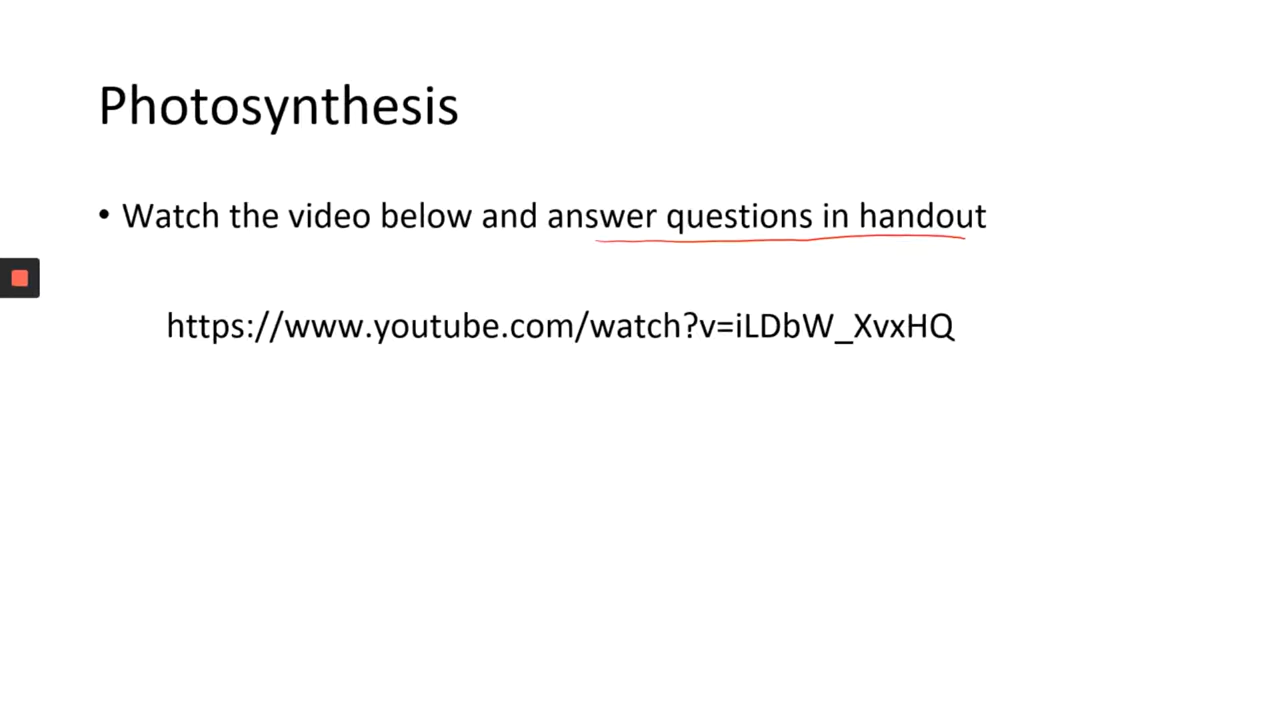 Photosynthesis
• Watch the video below and answer questions in handout
https://www.youtube.com/watch?v=iLDbW_XvxHQ